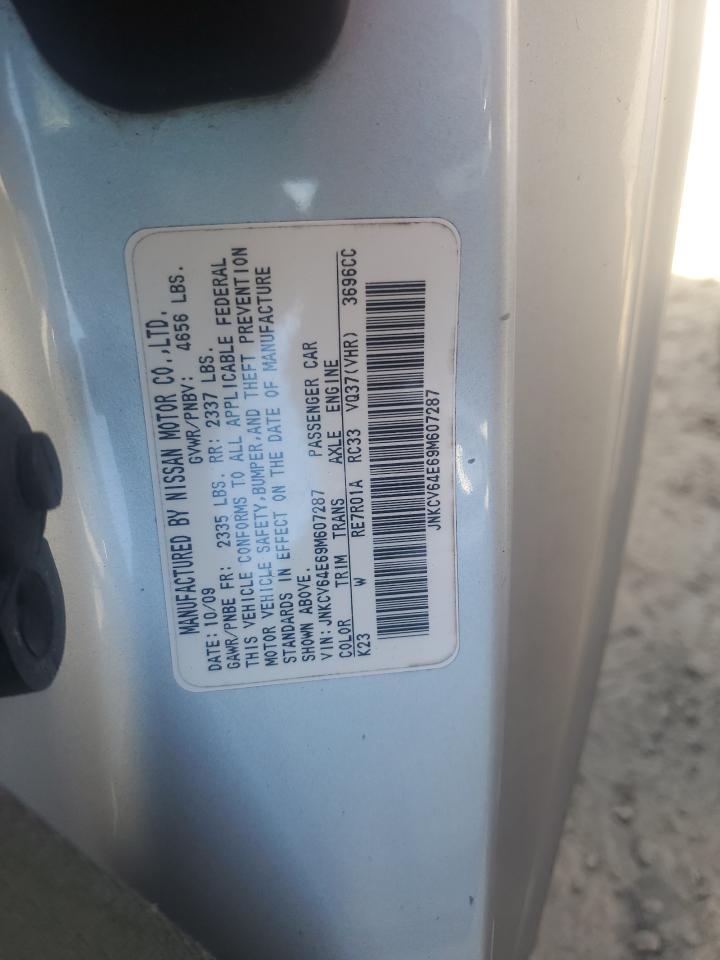 MANUFACTURED BY NISSAN MOTOR CO.,LTD.
DATE: 10/09 GVWR/PNBV: 4656 LBS.
GAWR/PNBE FR: 2335 LBS. RR: 2337 LBS.
THIS VEHICLE CONFORMS TO ALL APPLICABLE FEDERAL
MOTOR VEHICLE SAFETY,BUMPER,AND THEFT PREVENTION
STANDARDS IN EFFECT ON THE DATE OF MANUFACTURE
SHOWN ABOVE.
VIN: JNKCV64E69M607287 PASSENGER CAR
COLOR TRIM TRANS AXLE ENGINE
K23 W RE7R01A RC33 VQ37(VHR) 3696CC
JNKCV64E69M607287